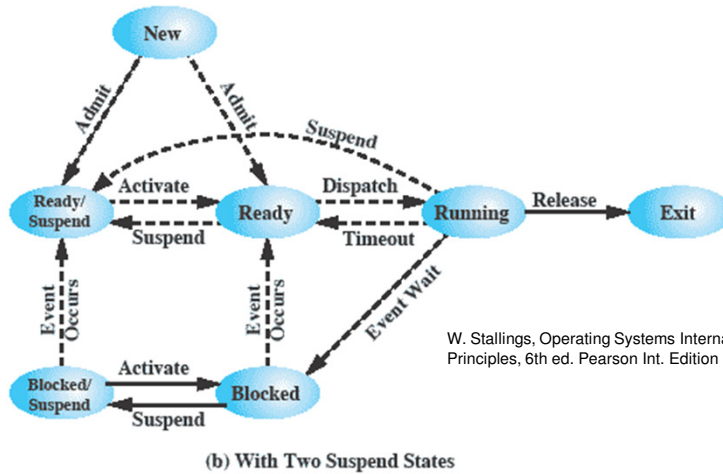 New
Admit
Admit
Suspend
Ready/
Suspend
Activate
Suspend
Ready
Dispatch
Timeout
Running
Release
Exit
Event
Occurs
Event
Occurs
Event Wait
W. Stallings, Operating Systems Interna
Principles, 6th ed. Pearson Int. Edition
Blocked/
Suspend
Activate
Suspend
Blocked
(b) With Two Suspend States